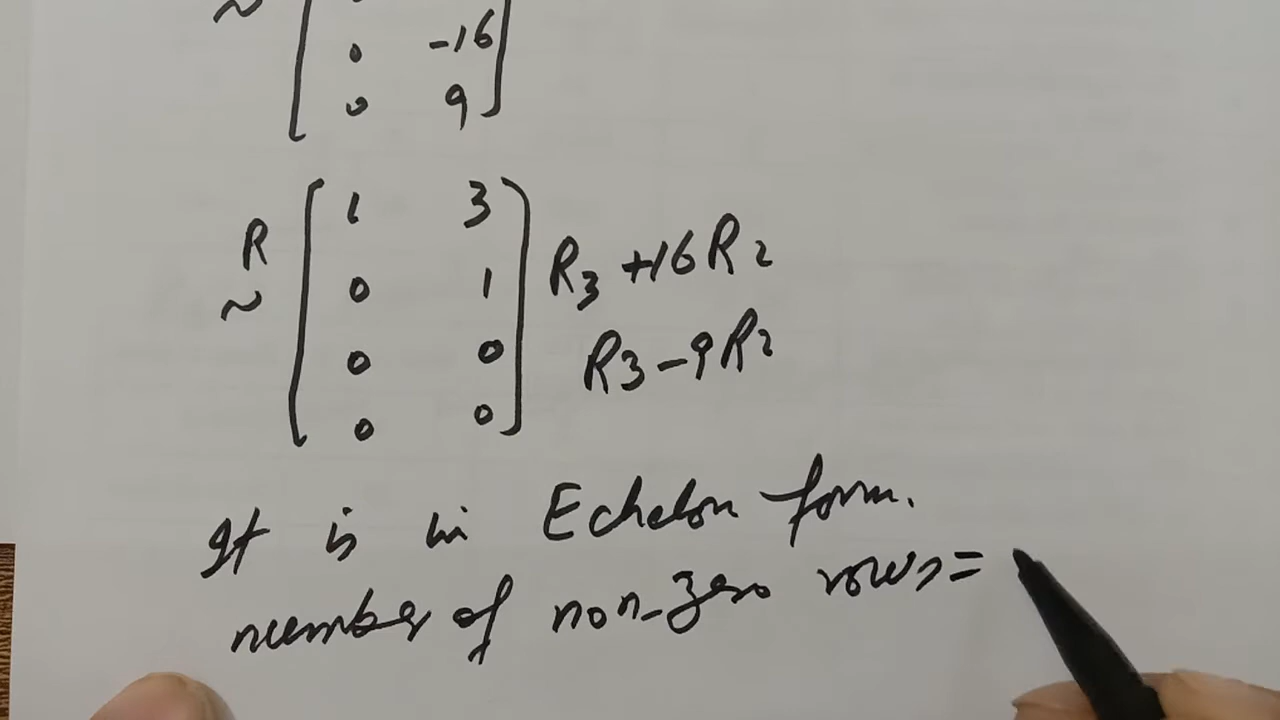 ~
0 -16
0 9
R ~ 1 3
0 1 R3 +16R2
0 0 R3-9R2
0 0
It is in Echelon form.
number of non-zero rows=